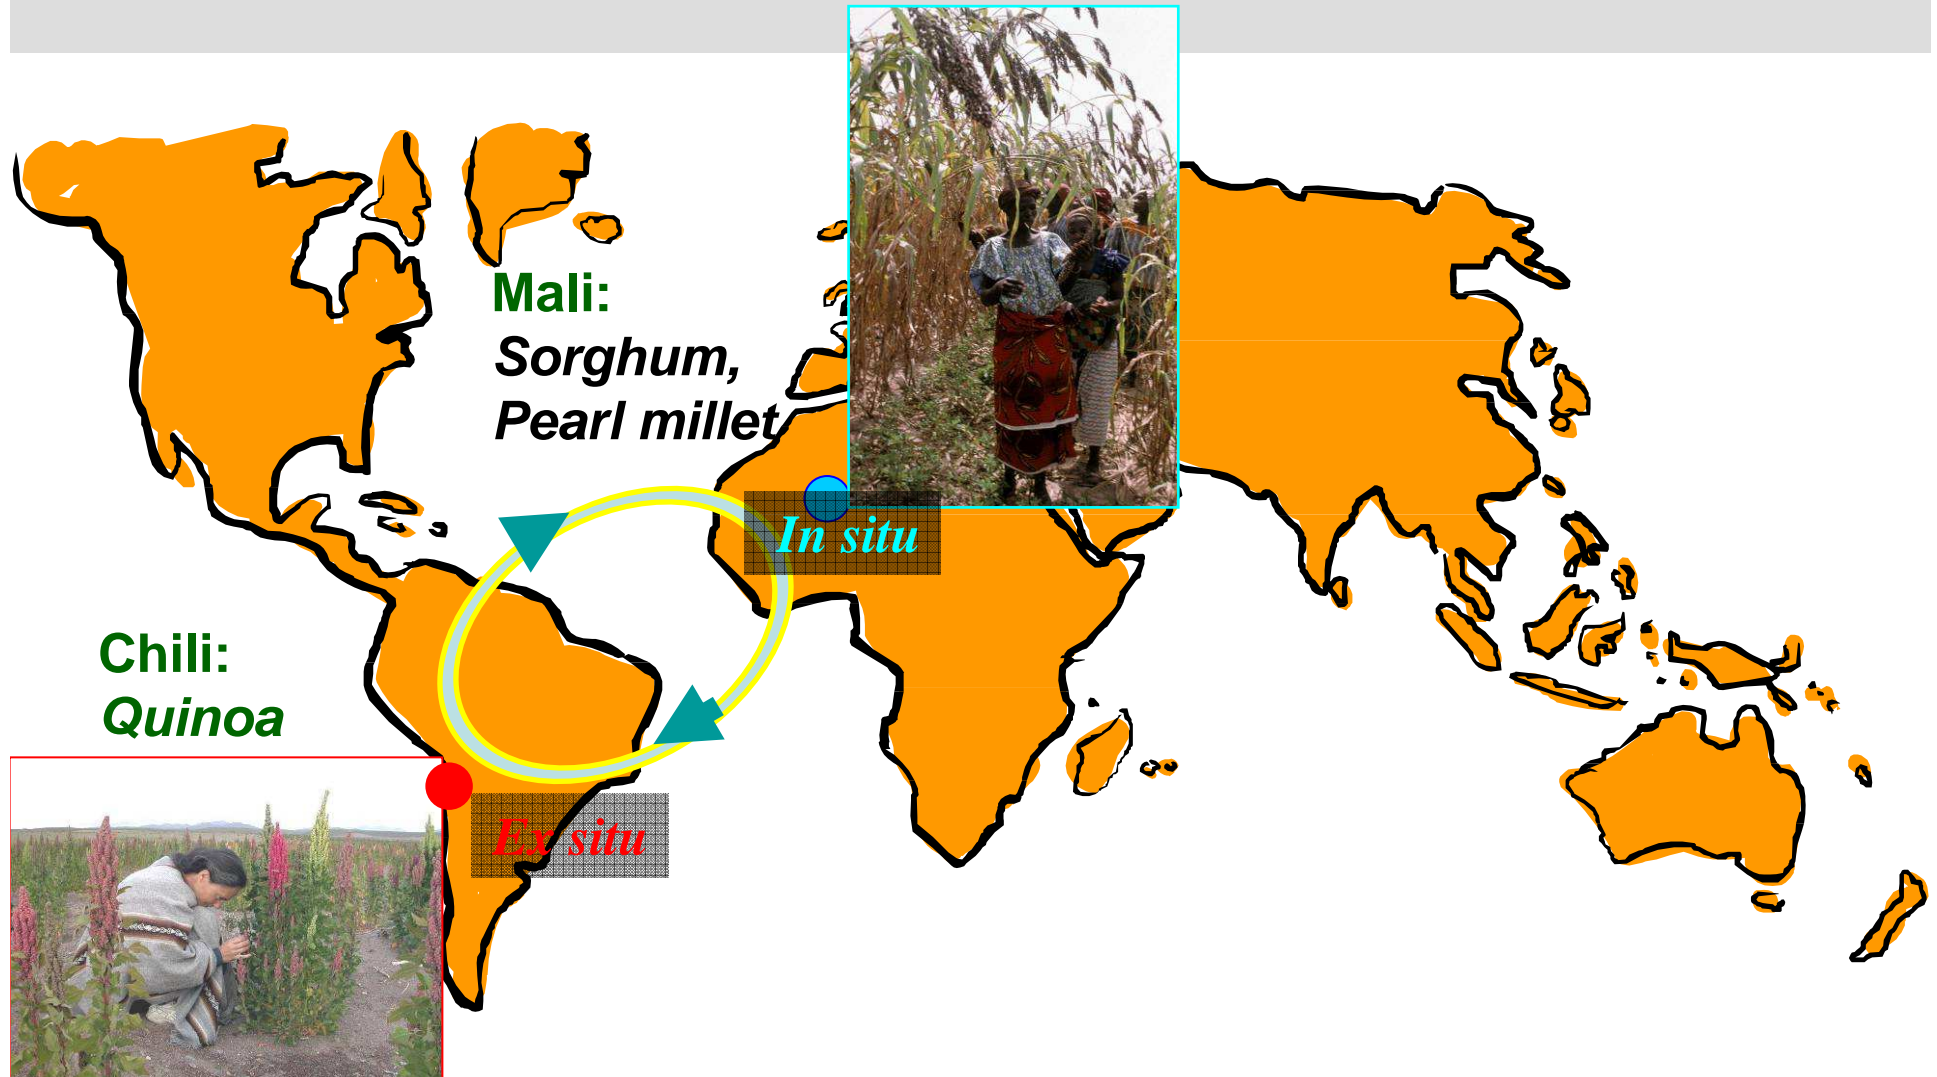 Mali:
Sorghum,
Pearl millet
In situ
Chili:
Quinoa
Ex situ